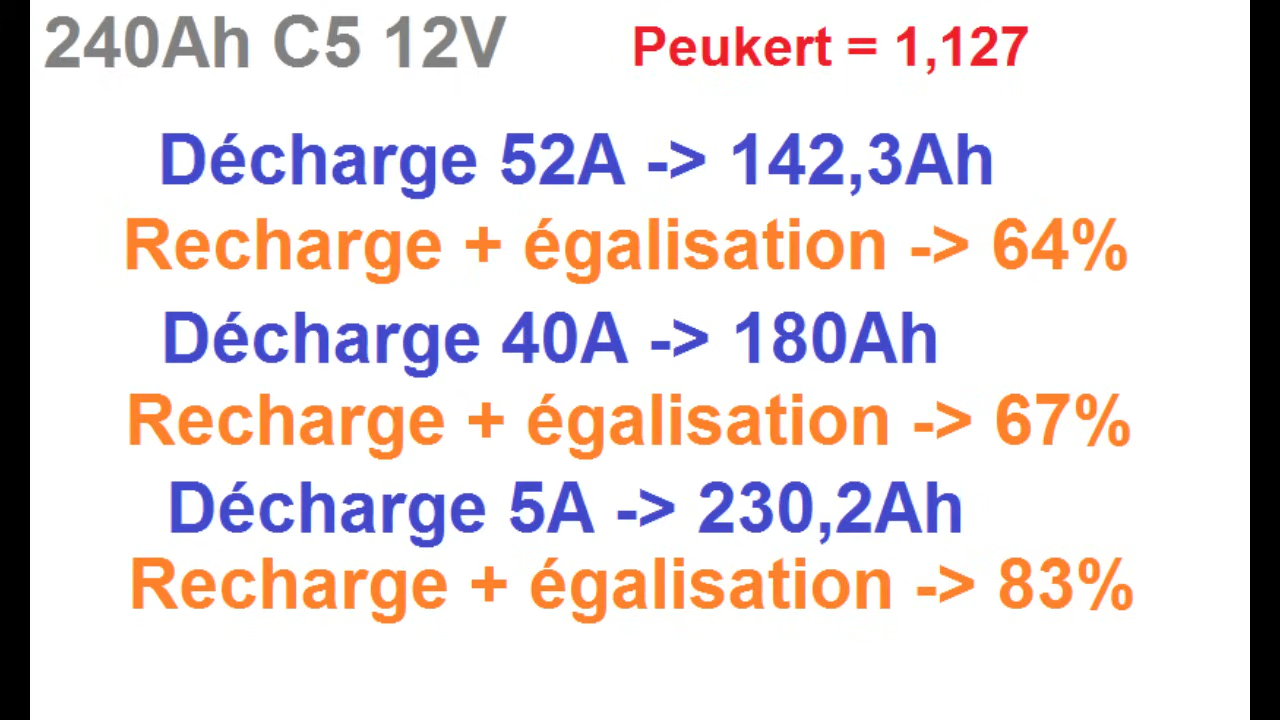 240Ah C5 12V Peukert = 1,127
Décharge 52A -> 142,3Ah
Recharge + égalisation -> 64%
Décharge 40A -> 180Ah
Recharge + égalisation -> 67%
Décharge 5A -> 230,2Ah
Recharge + égalisation -> 83%